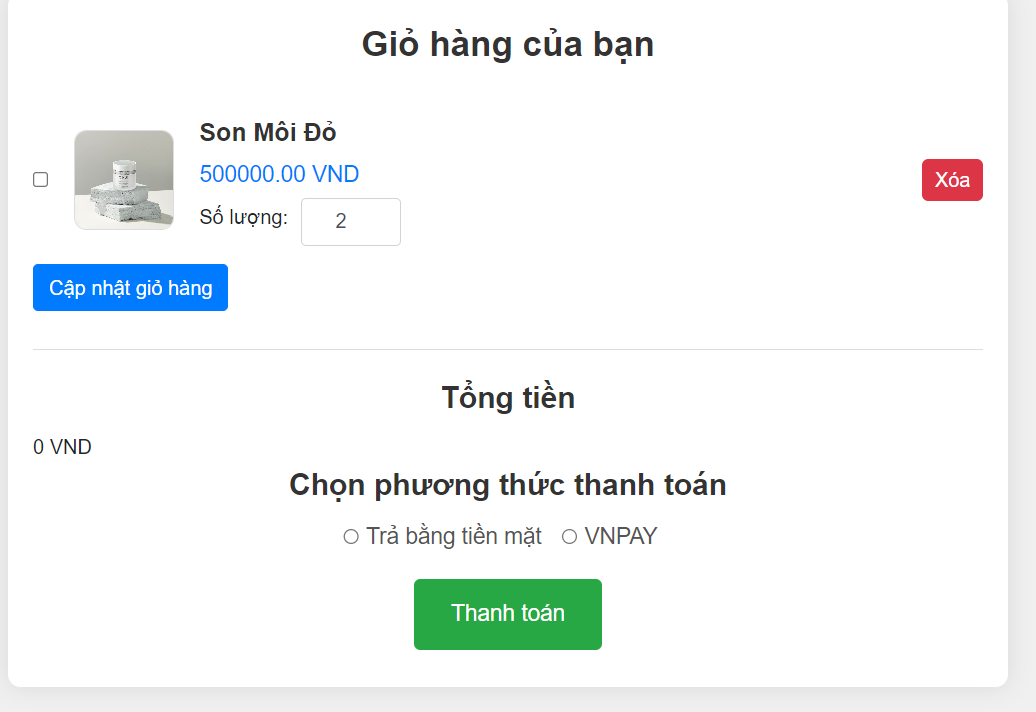 Giỏ hàng của bạn
Son Môi Đỏ
500000.00 VND
Số lượng: 2
Xóa
Cập nhật giỏ hàng
Tổng tiền
0 VND
Chọn phương thức thanh toán
Trả bằng tiền mặt VNPAY
Thanh toán